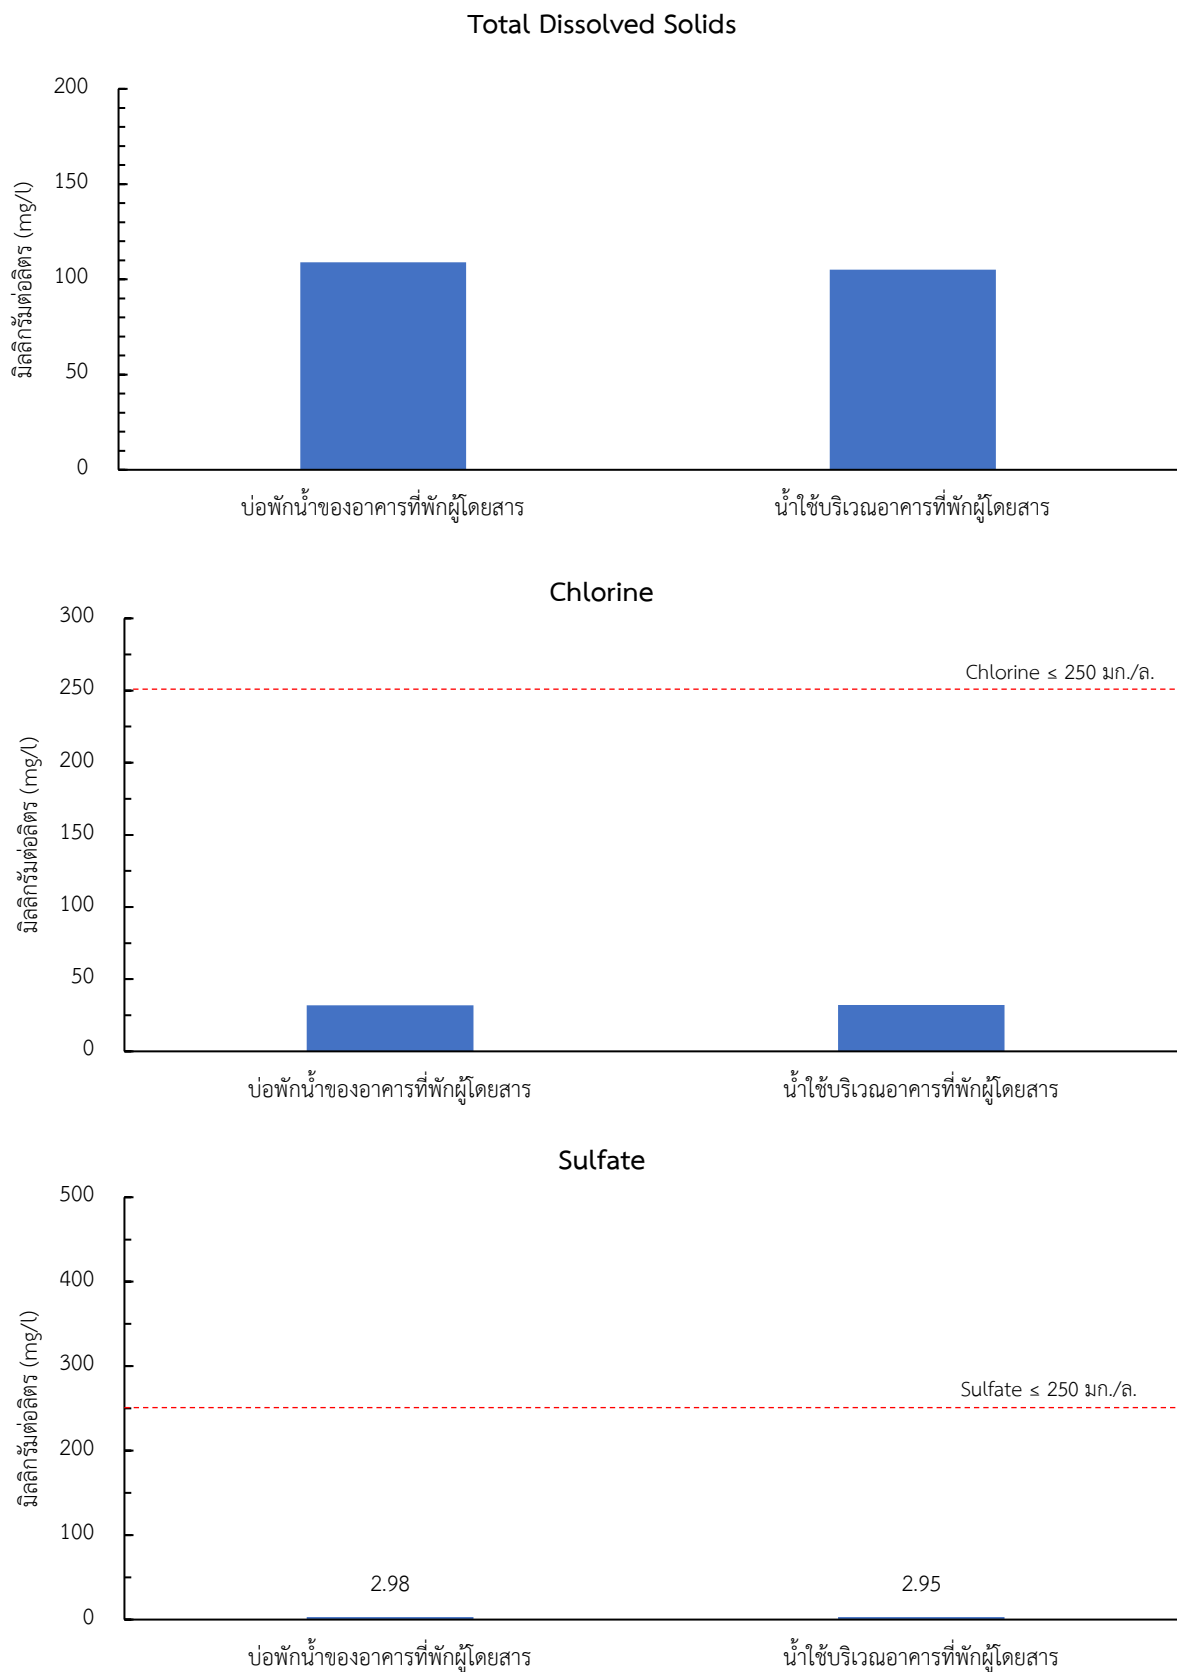 Total Dissolved Solids
มิลลิกรัมต่อลิตร (mg/l)
200
150
100
50
0
บ่อพักน้ำของอาคารที่พักผู้โดยสาร
น้ำใช้บริเวณอาคารที่พักผู้โดยสาร
Chlorine
มิลลิกรัมต่อลิตร (mg/l)
300
250
200
150
100
50
0
Chlorine ≤ 250 มก./ล.
บ่อพักน้ำของอาคารที่พักผู้โดยสาร
น้ำใช้บริเวณอาคารที่พักผู้โดยสาร
Sulfate
มิลลิกรัมต่อลิตร (mg/l)
500
400
300
200
100
0
Sulfate ≤ 250 มก./ล.
2.98
2.95
บ่อพักน้ำของอาคารที่พักผู้โดยสาร
น้ำใช้บริเวณอาคารที่พักผู้โดยสาร